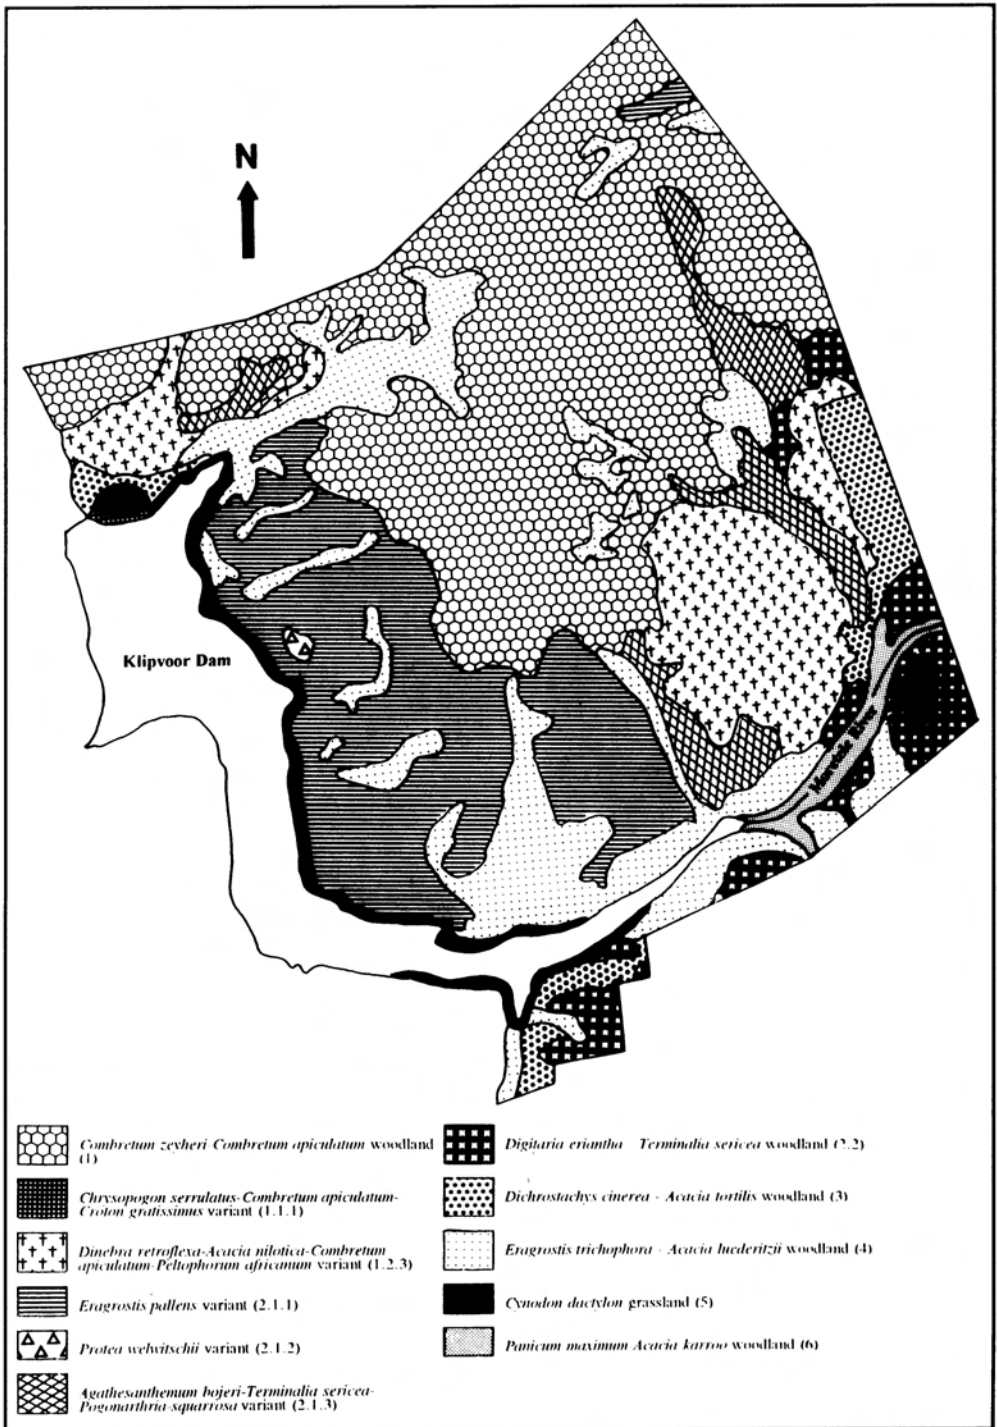 N
Klipvoor Dam
Combretum zeyheri-Combretum apiculatum woodland
(1)
Chrysopogon serrulatus-Combretum apiculatum-
Croton gratissimus variant (1.1.1)
Dinebra retroflexa-Acacia nilotica-Combretum
apiculatum-Peltophorum africanum variant (1.2.3)
Eragrostis pallens variant (2.1.1)
Protea welwitschii variant (2.1.2)
Agathesanthemum bojeri-Terminalia sericea-
Pogonarthria-squarrosa variant (2.1.3)
Digitaria eriantha - Terminalia sericea woodland (2.2)
Dichrostachys cinerea - Acacia tortilis woodland (3)
Eragrostis trichophora - Acacia luederitzii woodland (4)
Cynodon dactylon grassland (5)
Panicum maximum Acacia karroo woodland (6)